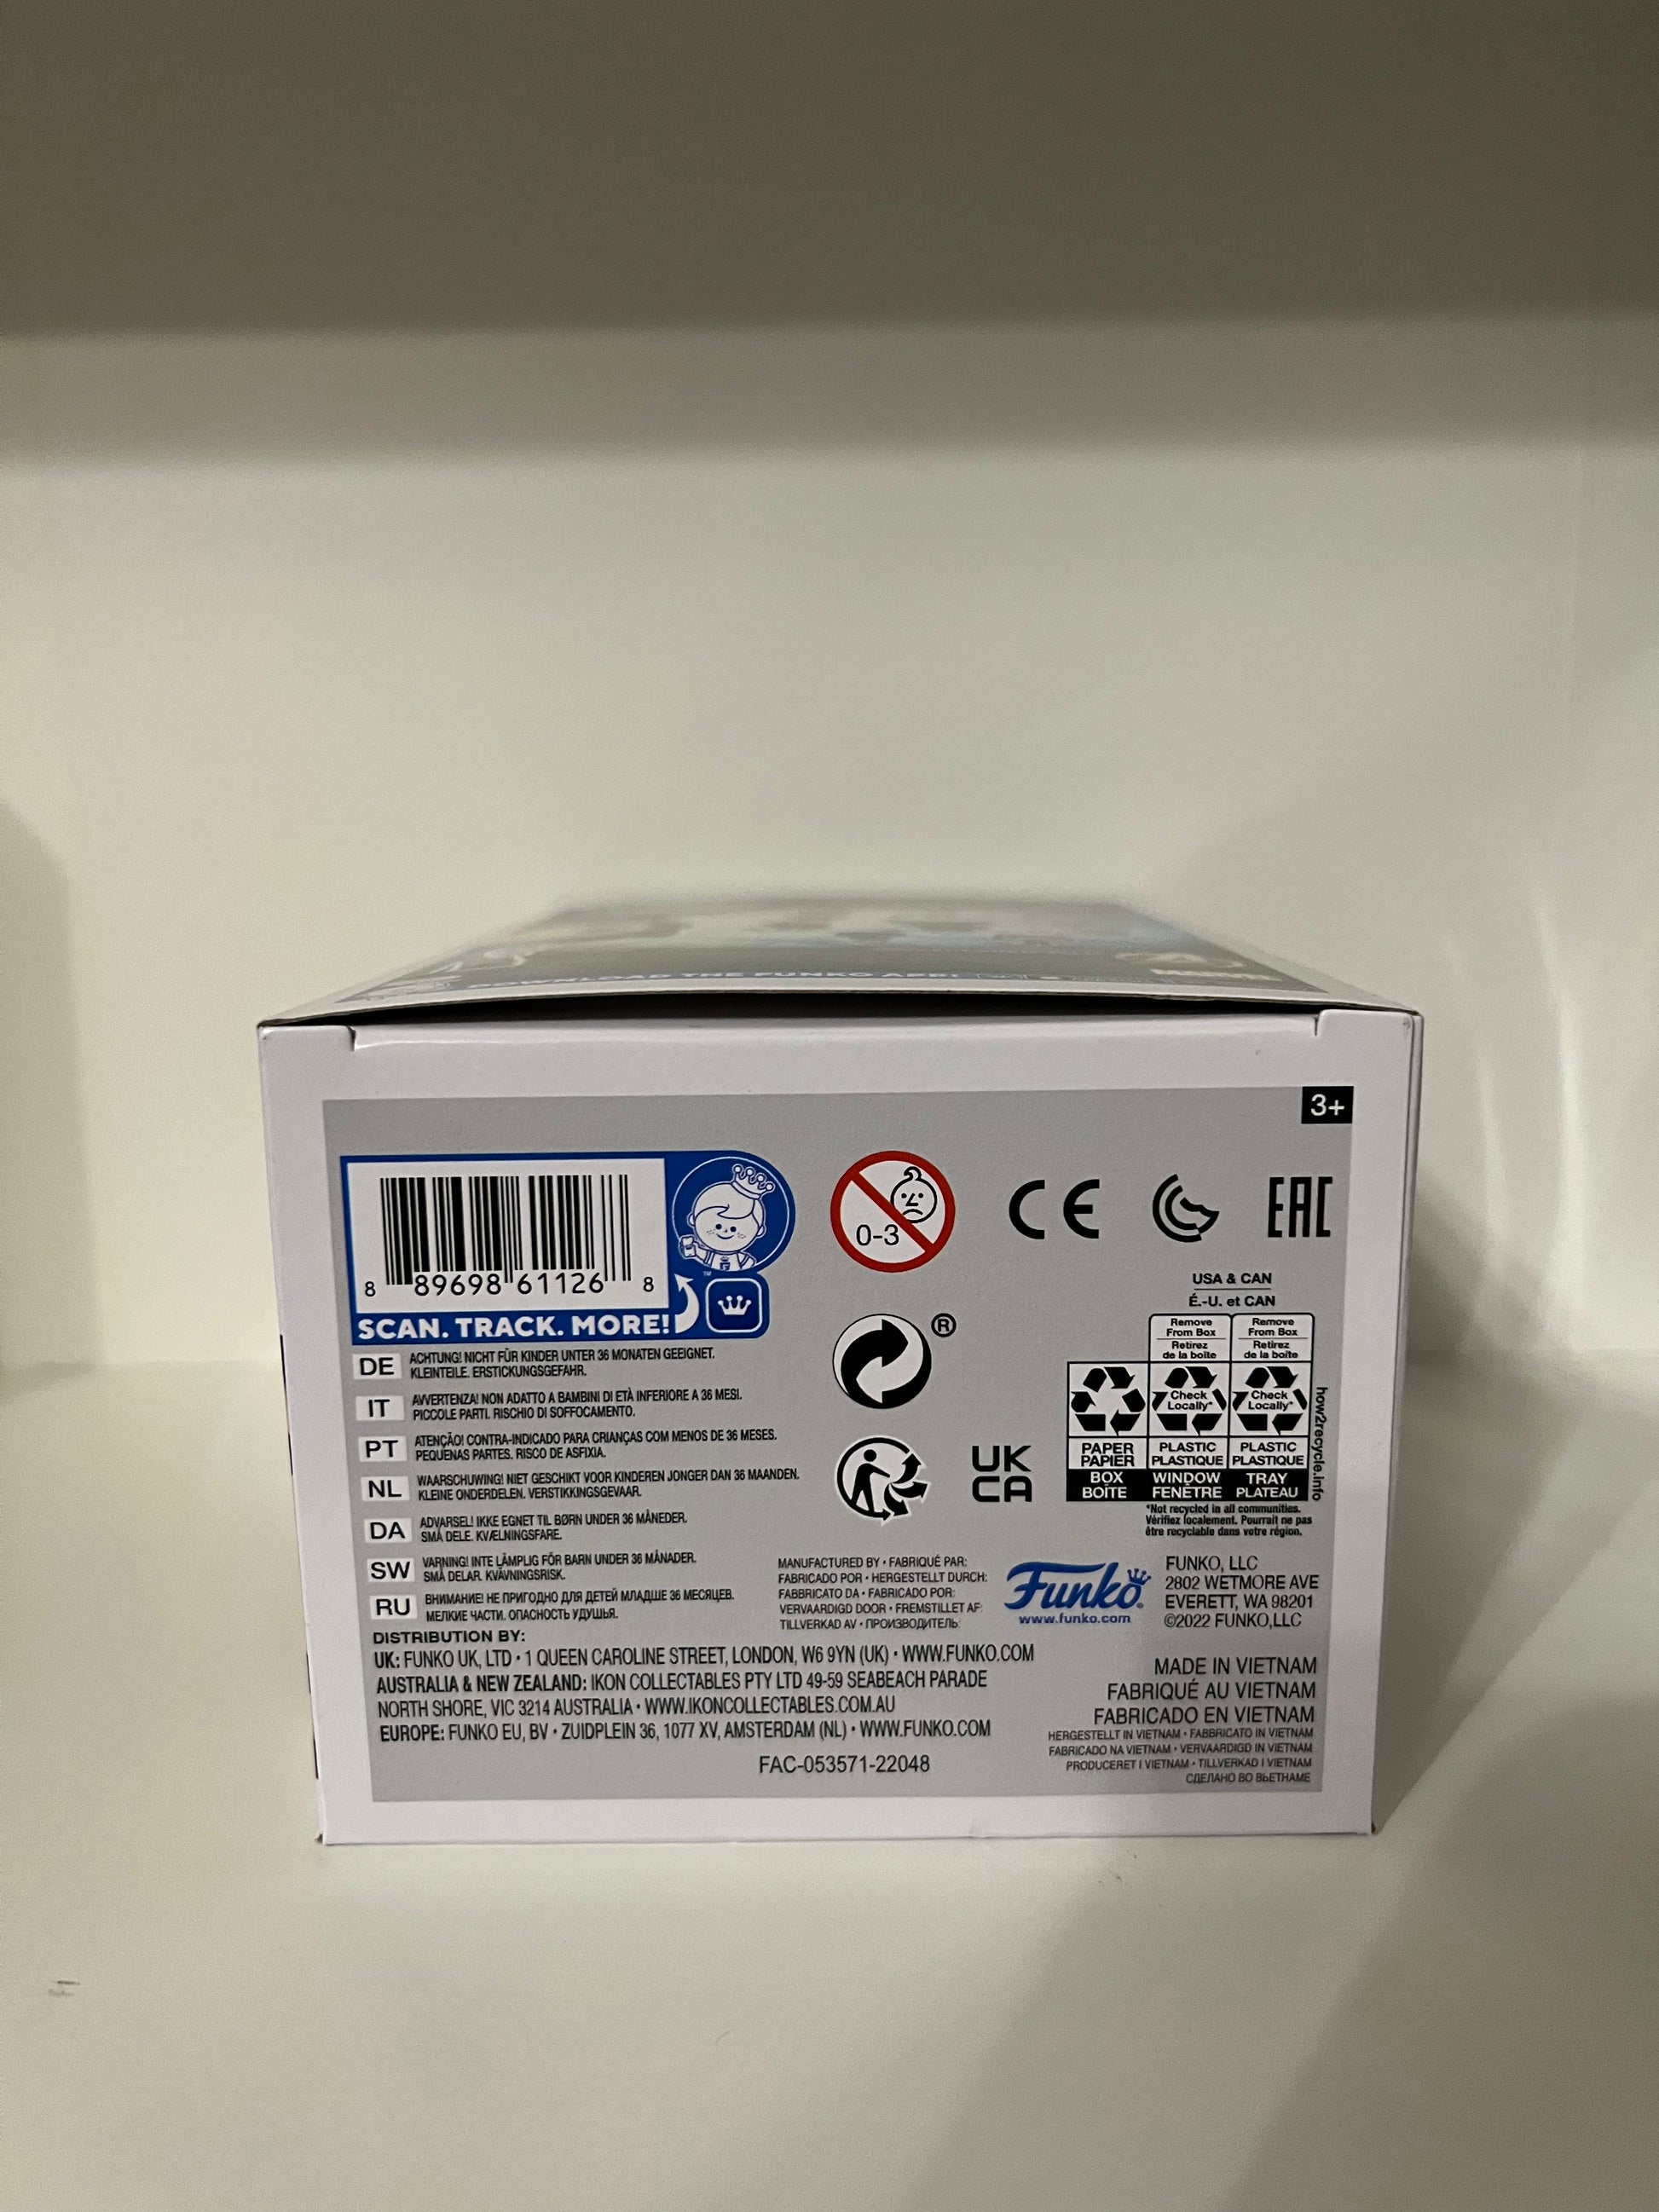 DOWNLOAD THE FUNKO APP!
3+
8 89698 61126 8
SCAN. TRACK. MORE!
™
0-3
CE
EAC
DE ACHTUNG! NICHT FÜR KINDER UNTER 36 MONATEN GEEIGNET.
KLEINTEILE. ERSTICKUNGSGEFAHR.
IT AVVERTENZA! NON ADATTO A BAMBINI DI ETÀ INFERIORE A 36 MESI.
PICCOLE PARTI. RISCHIO DI SOFFOCAMENTO.
PT ATENÇÃO! CONTRA-INDICADO PARA CRIANÇAS COM MENOS DE 36 MESES.
PEQUENAS PARTES. RISCO DE ASFIXIA.
NL WAARSCHUWING! NIET GESCHIKT VOOR KINDEREN JONGER DAN 36 MAANDEN.
KLEINE ONDERDELEN. VERSTIKKINGSGEVAAR.
DA ADVARSEL! IKKE EGNET TIL BØRN UNDER 36 MÅNEDER.
SMÅ DELE. KVÆLNINGSFARE.
SW VARNING! INTE LÄMPLIG FÖR BARN UNDER 36 MÅNADER.
SMÅ DELAR. KVÄVNINGSRISK.
RU ВНИМАНИЕ! НЕ ПРИГОДНО ДЛЯ ДЕТЕЙ МЛАДШЕ 36 МЕСЯЦЕВ.
МЕЛКИЕ ЧАСТИ. ОПАСНОСТЬ УДУШЬЯ.
®
UK
CA
USA & CAN
É.-U. et CAN
Remove From Box
Retirez de la boîte
Remove From Box
Retirez de la boîte
Check Locally*
Check Locally*
PAPER
PAPIER
BOX
BOÎTE
PLASTIC
PLASTIQUE
WINDOW
FENÊTRE
PLASTIC
PLASTIQUE
TRAY
PLATEAU
how2recycle.info
*Not recycled in all communities.
Vérifiez localement. Pourrait ne pas
être recyclable dans votre région.
MANUFACTURED BY • FABRIQUÉ PAR:
FABRICADO POR • HERGESTELLT DURCH:
FABBRICATO DA • FABRICADO POR:
VERVAARDIGD DOOR • FREMSTILLET AF:
TILLVERKAD AV • ПРОИЗВОДИТЕЛЬ:
Funko
www.funko.com
FUNKO, LLC
2802 WETMORE AVE
EVERETT, WA 98201
©2022 FUNKO,LLC
DISTRIBUTION BY:
UK: FUNKO UK, LTD • 1 QUEEN CAROLINE STREET, LONDON, W6 9YN (UK) • WWW.FUNKO.COM
AUSTRALIA & NEW ZEALAND: IKON COLLECTABLES PTY LTD 49-59 SEABEACH PARADE
NORTH SHORE, VIC 3214 AUSTRALIA • WWW.IKONCOLLECTABLES.COM.AU
EUROPE: FUNKO EU, BV • ZUIDPLEIN 36, 1077 XV, AMSTERDAM (NL) • WWW.FUNKO.COM
FAC-053571-22048
MADE IN VIETNAM
FABRIQUÉ AU VIETNAM
FABRICADO EN VIETNAM
HERGESTELLT IN VIETNAM • FABBRICATO IN VIETNAM
FABRICADO NA VIETNAM • VERVAARDIGD IN VIETNAM
PRODUCERET I VIETNAM • TILLVERKAD I VIETNAM
СДЕЛАНО ВО ВЬЕТНАМЕ